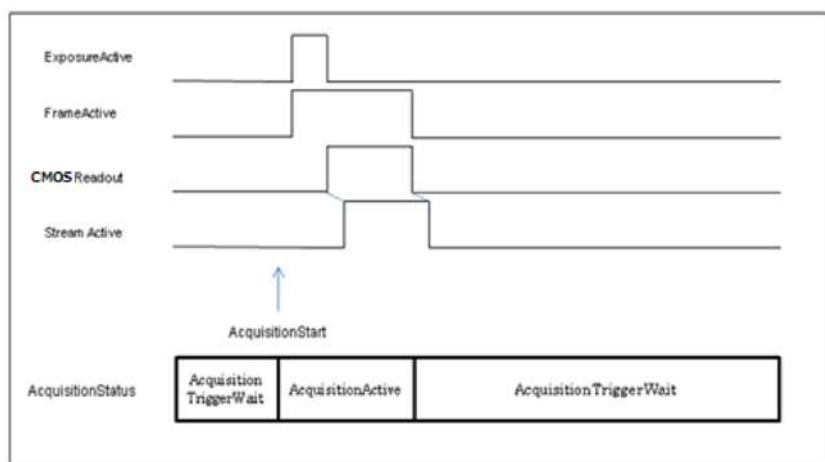 ExposureActive
FrameActive
CMOS Readout
Stream Active
AcquisitionStart
AcquisitionStatus
Acquisition
TriggerWait
AcquisitionActive
AcquisitionTriggerWait